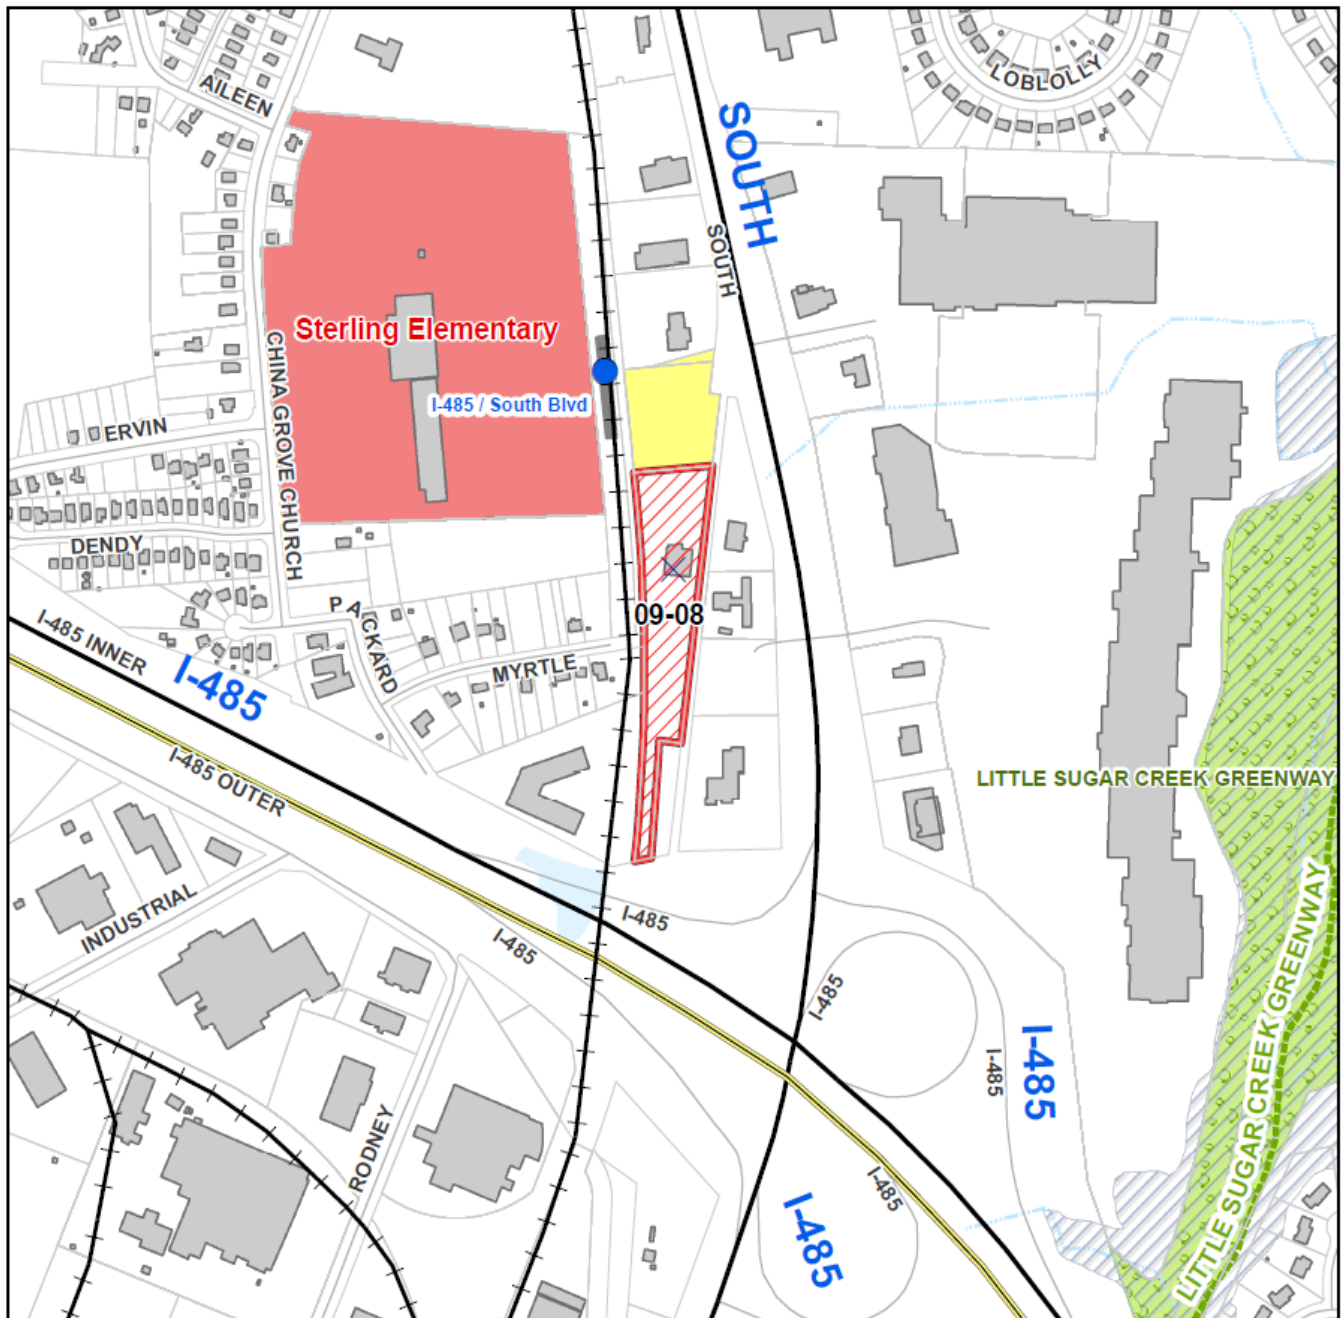 AILEEN
LOBLOLLY
SOUTH
SOUTH
Sterling Elementary
CHINA GROVE CHURCH
I-485 / South Blvd
ERVIN
DENDY
PACKARD
09-08
I-485 INNER
MYRTLE
I-485
I-485 OUTER
LITTLE SUGAR CREEK GREENWAY
INDUSTRIAL
I-485
I-485
I-485
I-485
I-485
RODNEY
I-485
I-485
LITTLE SUGAR CREEK GREENWAY